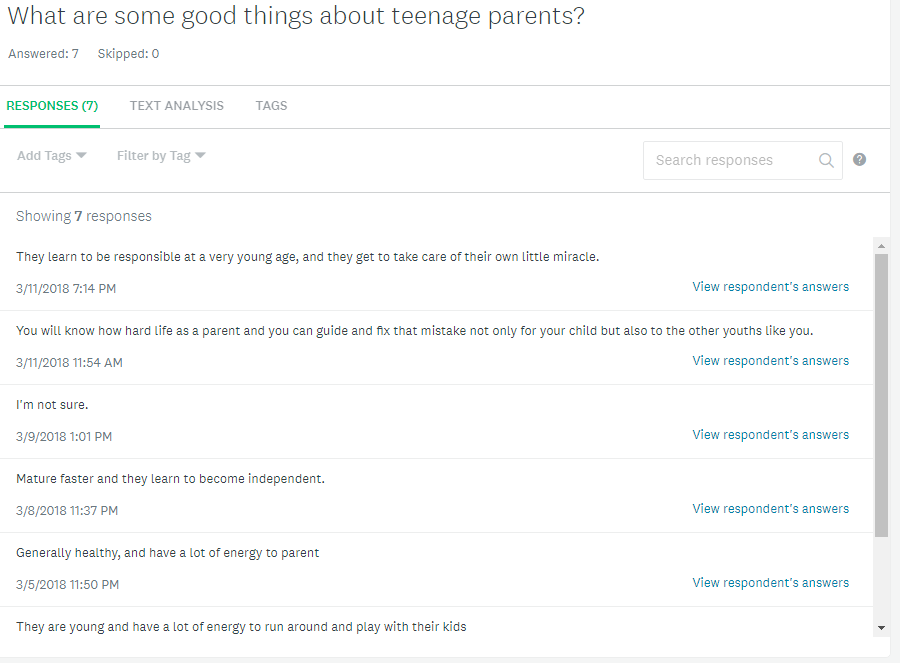 What are some good things about teenage parents?
Answered: 7 Skipped: 0
RESPONSES (7) TEXT ANALYSIS TAGS
Add Tags Filter by Tag Search responses ?
Showing 7 responses
They learn to be responsible at a very young age, and they get to take care of their own little miracle.
3/11/2018 7:14 PM View respondent's answers
You will know how hard life as a parent and you can guide and fix that mistake not only for your child but also to the other youths like you.
3/11/2018 11:54 AM View respondent's answers
I'm not sure.
3/9/2018 1:01 PM View respondent's answers
Mature faster and they learn to become independent.
3/8/2018 11:37 PM View respondent's answers
Generally healthy, and have a lot of energy to parent
3/5/2018 11:50 PM View respondent's answers
They are young and have a lot of energy to run around and play with their kids